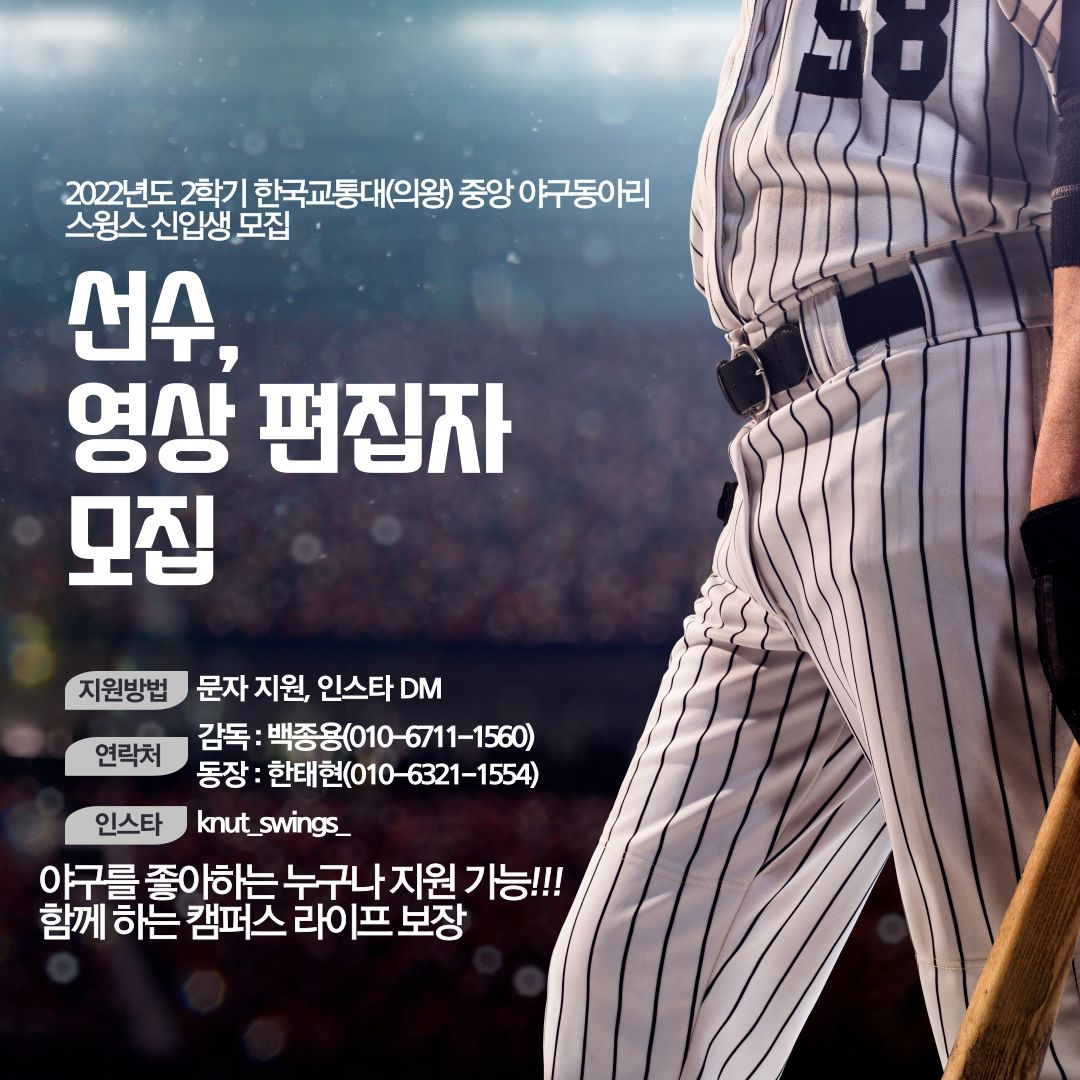 58
2022년도 2학기 한국교통대(의왕) 중앙 야구동아리
스윙스 신입생 모집
선수,
영상 편집자
모집
지원방법 문자 지원, 인스타 DM
연락처 감독 : 백종용(010-6711-1560)
동장 : 한태현(010-6321-1554)
인스타 knut_swings_
야구를 좋아하는 누구나 지원 가능!!!
함께 하는 캠퍼스 라이프 보장